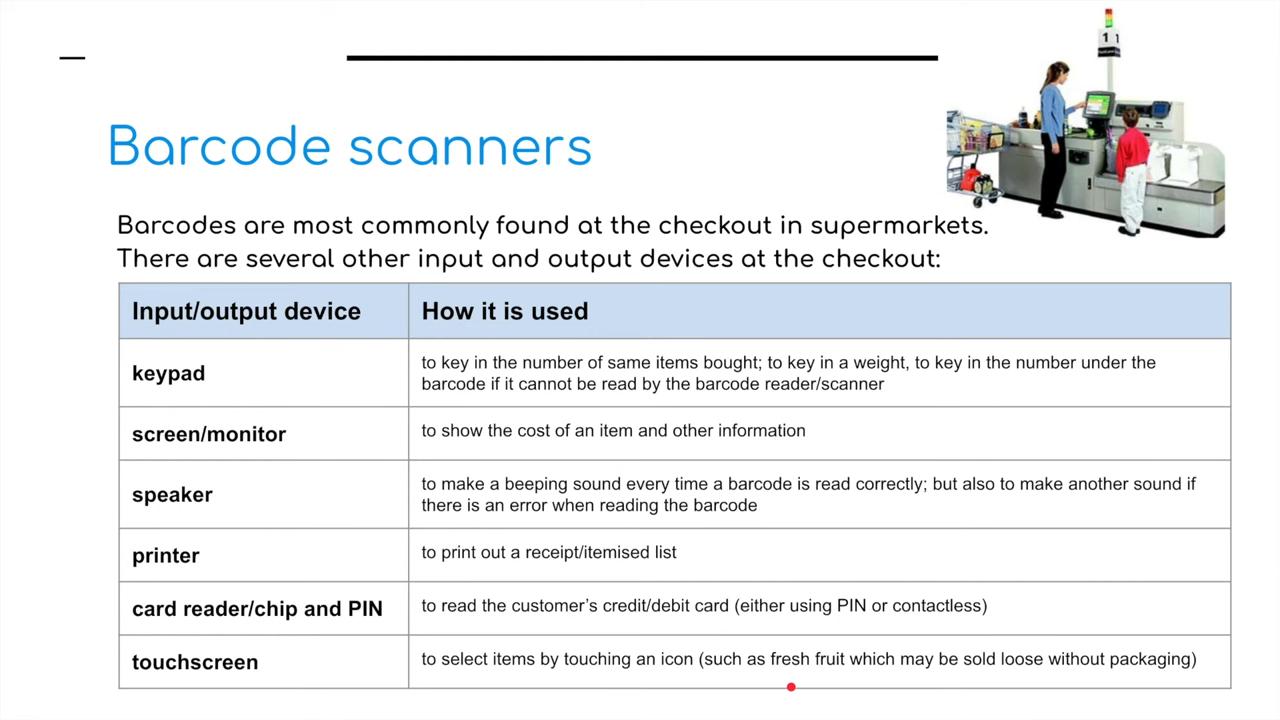 1 1
Barcode scanners
Barcodes are most commonly found at the checkout in supermarkets.
There are several other input and output devices at the checkout:
Input/output device
How it is used
keypad
to key in the number of same items bought; to key in a weight, to key in the number under the
barcode if it cannot be read by the barcode reader/scanner
screen/monitor
to show the cost of an item and other information
speaker
to make a beeping sound every time a barcode is read correctly; but also to make another sound if
there is an error when reading the barcode
printer
to print out a receipt/itemised list
card reader/chip and PIN
to read the customer’s credit/debit card (either using PIN or contactless)
touchscreen
to select items by touching an icon (such as fresh fruit which may be sold loose without packaging)